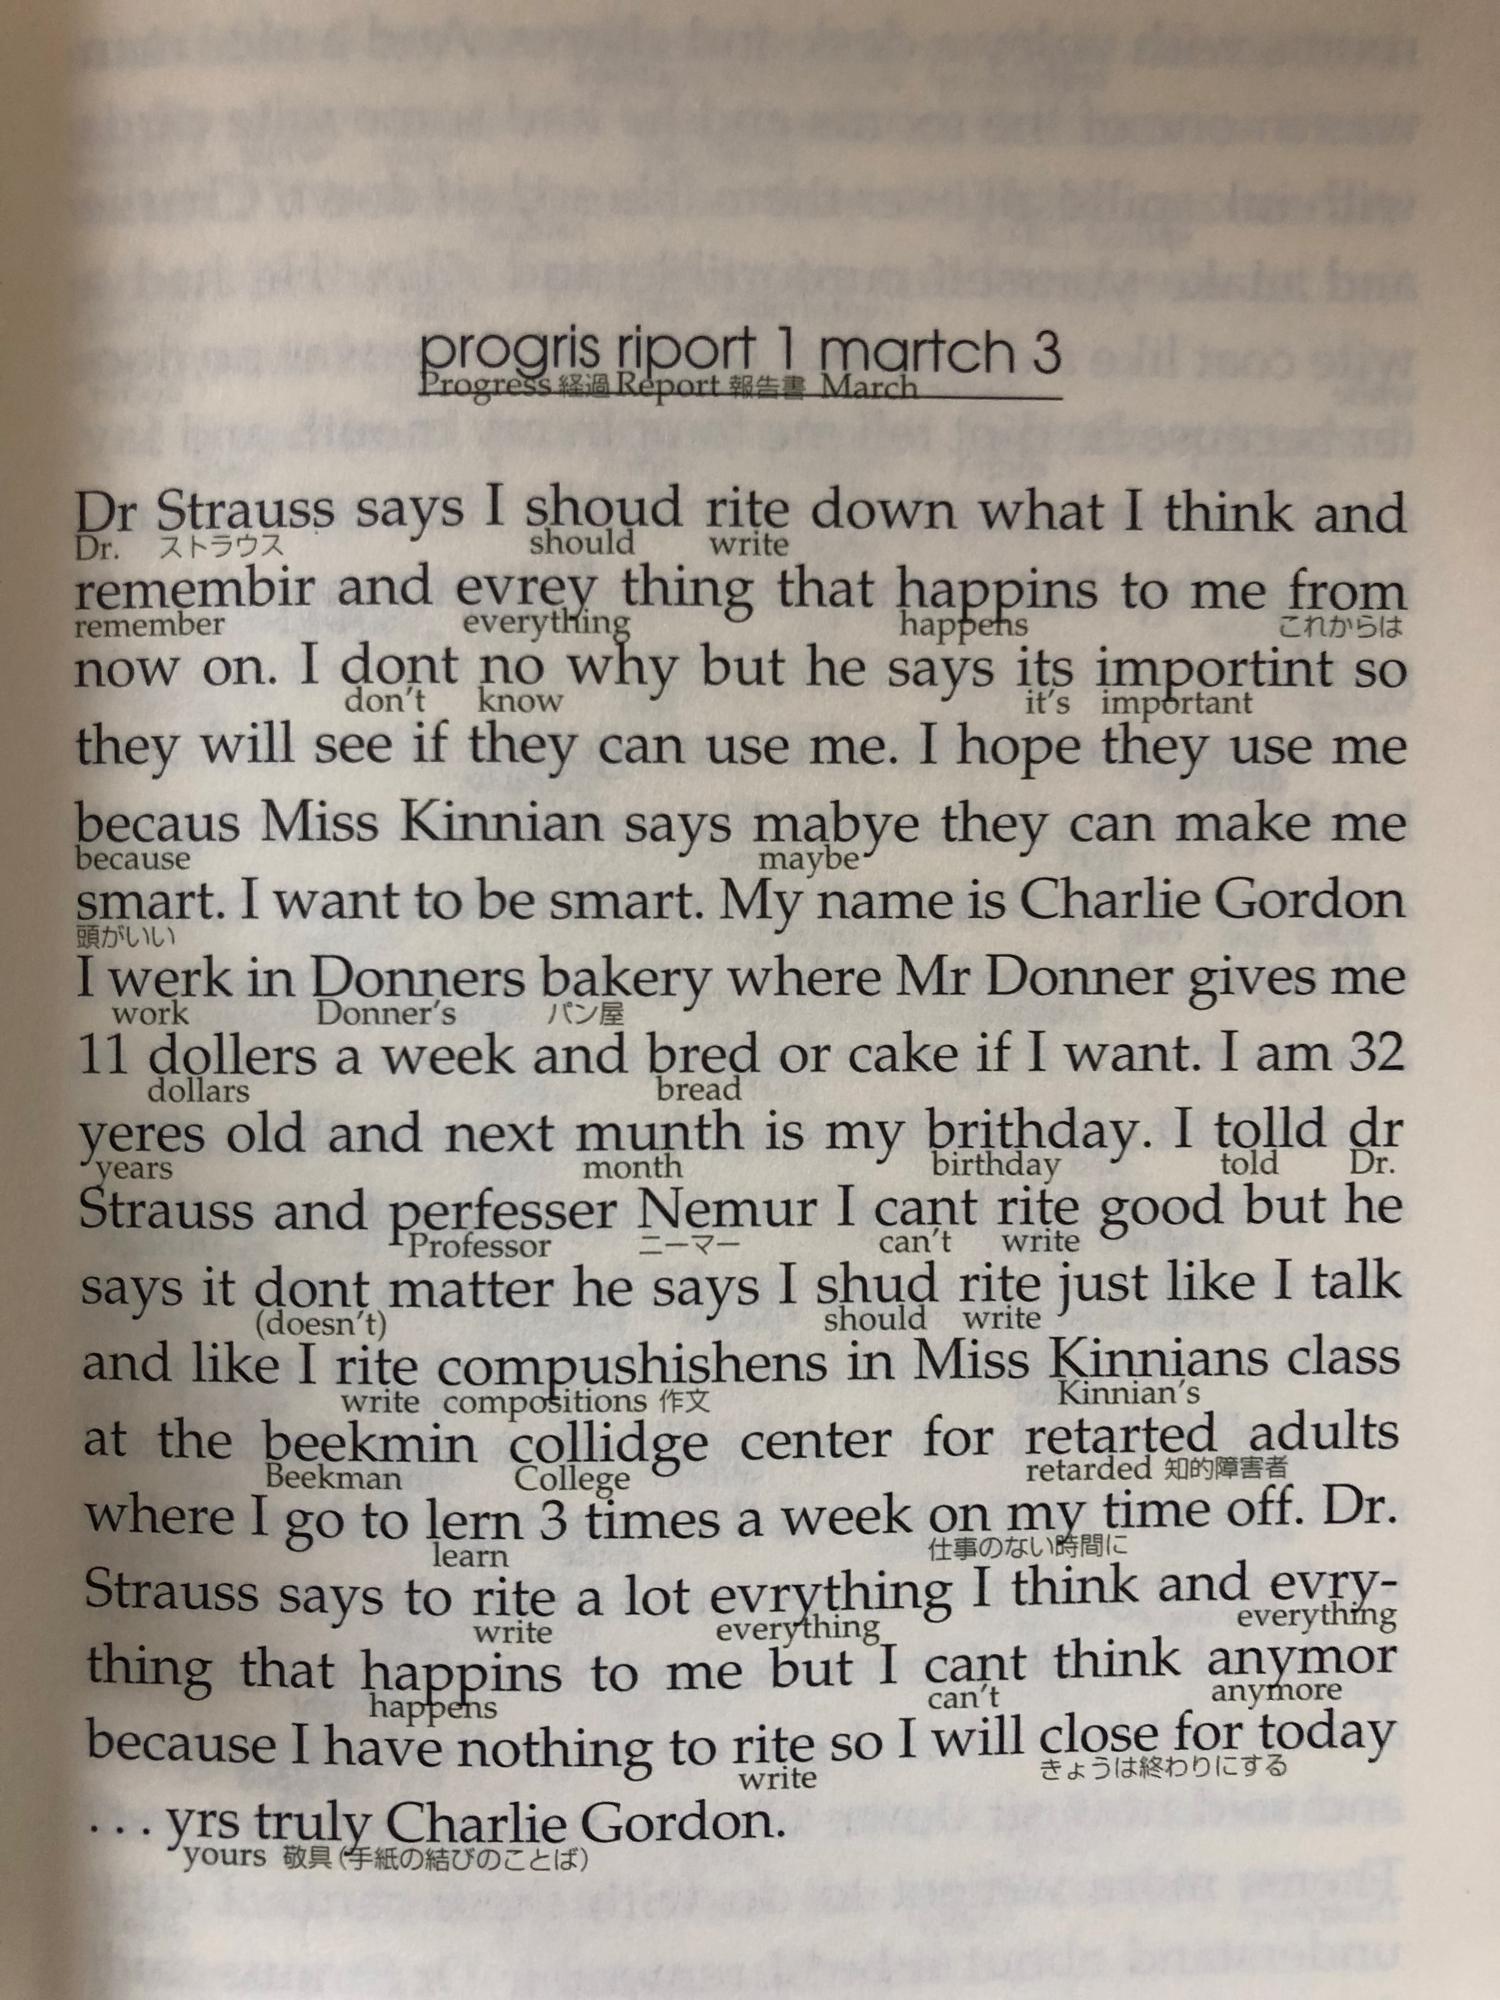 progris riport 1 martch 3
Progress 経過 Report 報告書 March
Dr Strauss says I shoud rite down what I think and
Dr. ストラウス should write
remembir and evrey thing that happins to me from
remember everything happens これからは
now on. I dont no why but he says its importint so
don't know it's important
they will see if they can use me. I hope they use me
becaus Miss Kinnian says mabye they can make me
because maybe
smart. I want to be smart. My name is Charlie Gordon
頭がいい
I werk in Donners bakery where Mr Donner gives me
work Donner's パン屋
11 dollers a week and bred or cake if I want. I am 32
dollars bread
yeres old and next munth is my brithday. I tolld dr
years month birthday told Dr.
Strauss and perfesser Nemur I cant rite good but he
Professor ニーマー can't write
says it dont matter he says I shud rite just like I talk
(doesn't) should write
and like I rite compushishens in Miss Kinnians class
write compositions 作文 Kinnian's
at the beekmin collidge center for retarted adults
Beekman College retarded 知的障害者
where I go to lern 3 times a week on my time off. Dr.
learn 仕事のない時間に
Strauss says to rite a lot evrything I think and evry-
write everything everything
thing that happins to me but I cant think anymor
happens can't anymore
because I have nothing to rite so I will close for today
write きょうは終わりにする
... yrs truly Charlie Gordon.
yours 敬具(手紙の結びのことば)